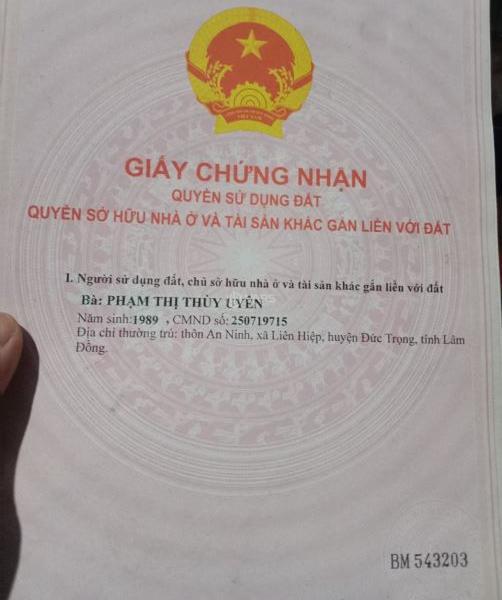 GIẤY CHỨNG NHẬN
QUYỀN SỬ DỤNG ĐẤT
QUYỀN SỞ HỮU NHÀ Ở VÀ TÀI SẢN KHÁC GẮN LIỀN VỚI ĐẤT
I. Người sử dụng đất, chủ sở hữu nhà ở và tài sản khác gắn liền với đất
Bà: PHẠM THỊ THÙY UYÊN
Năm sinh: 1989 , CMND số: 250719715
Địa chỉ thường trú: thôn An Ninh, xã Liên Hiệp, huyện Đức Trọng, tỉnh Lâm
Đồng.
BM 543203